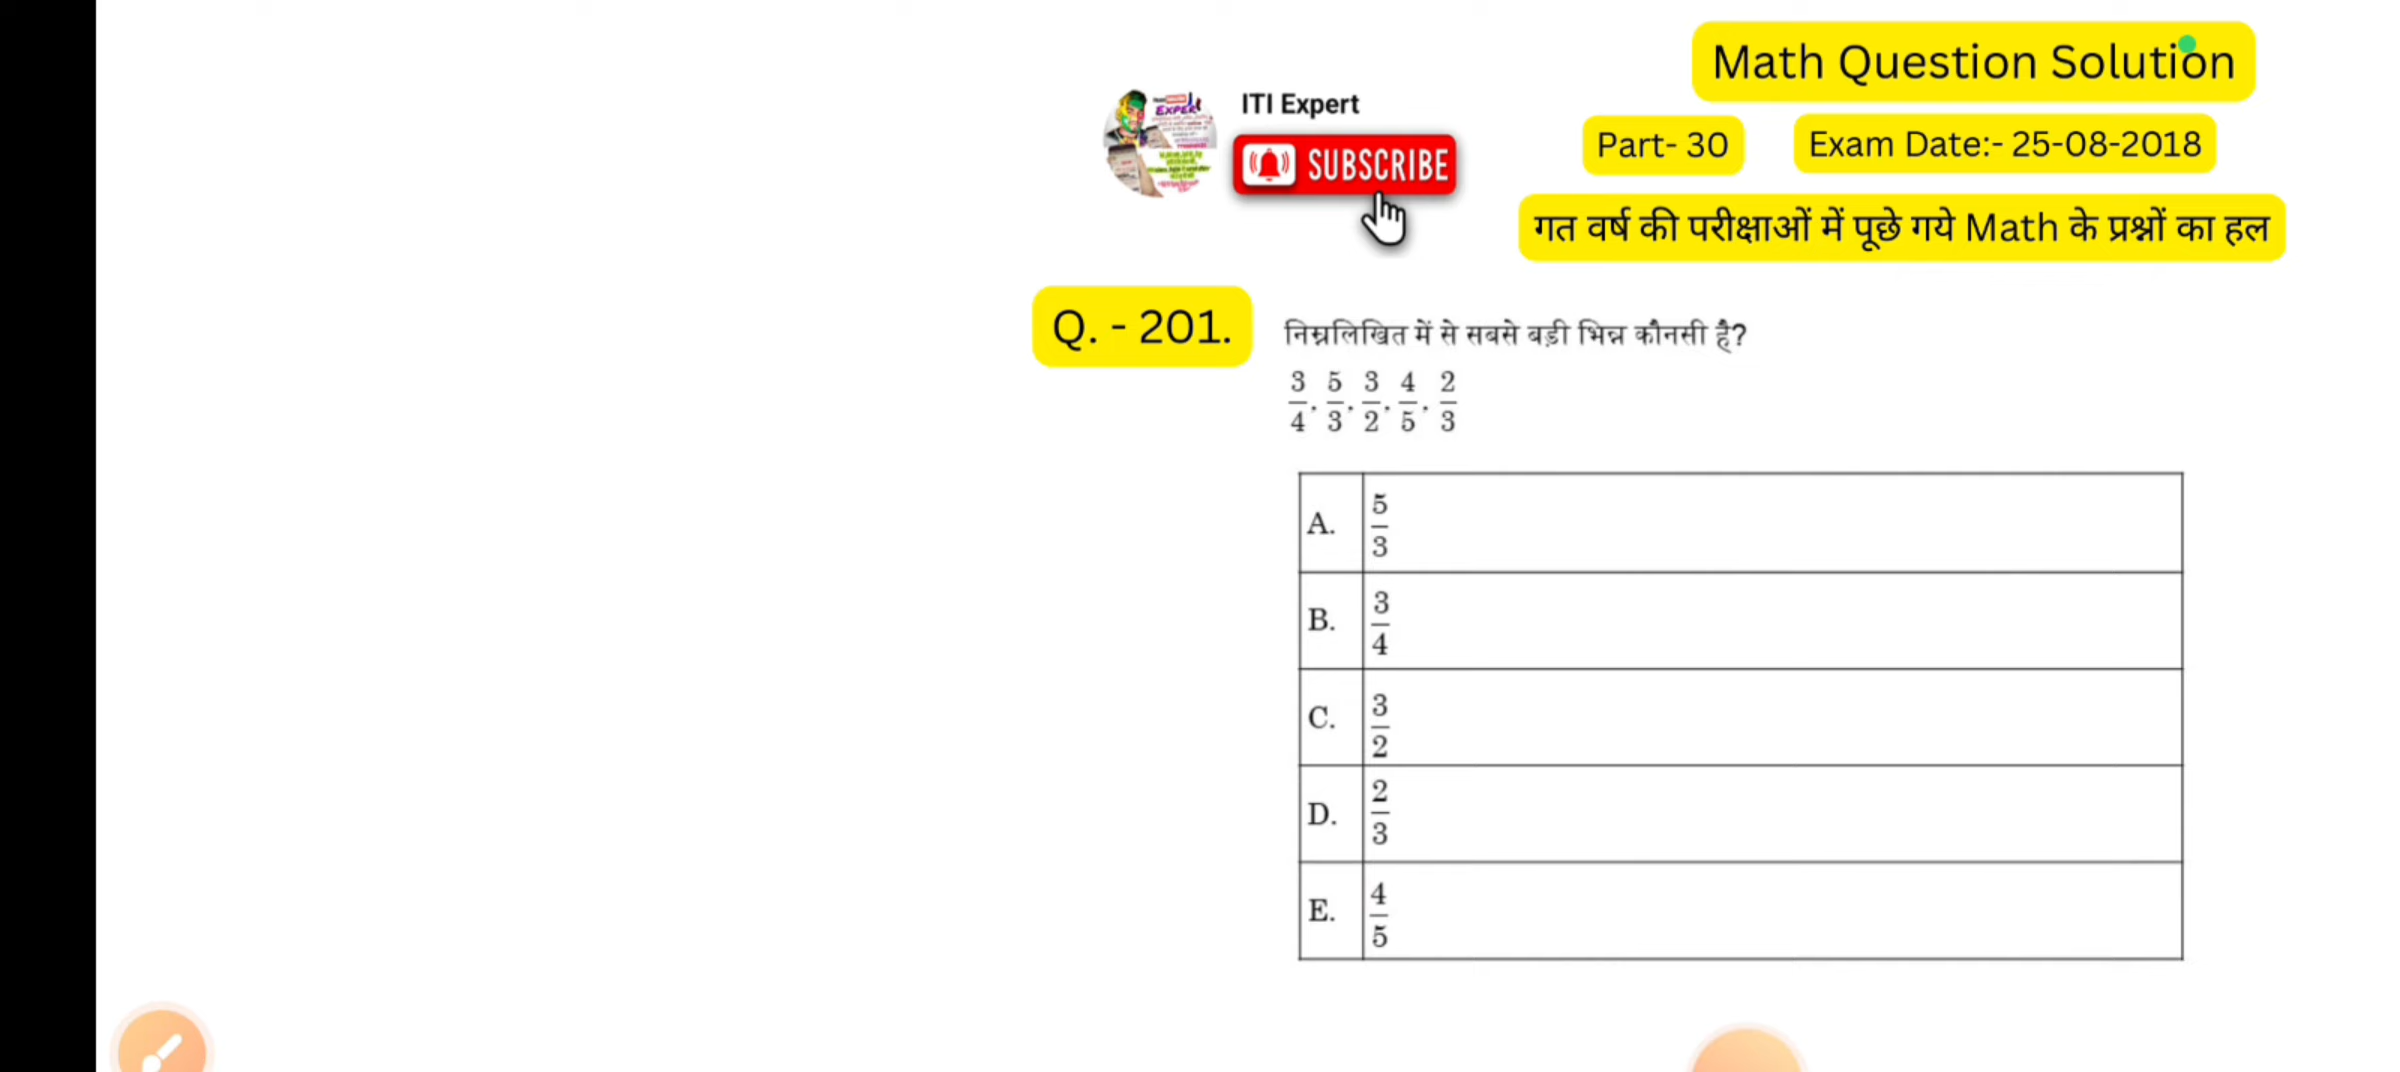 Math Question Solution
ITI Expert
SUBSCRIBE
Part- 30
Exam Date:- 25-08-2018
गत वर्ष की परीक्षाओं में पूछे गये Math के प्रश्नों का हल
Q. - 201.
निम्नलिखित में से सबसे बड़ी भिन्न कौनसी है?
3/4, 5/3, 3/2, 4/5, 2/3
A. 5/3
B. 3/4
C. 3/2
D. 2/3
E. 4/5